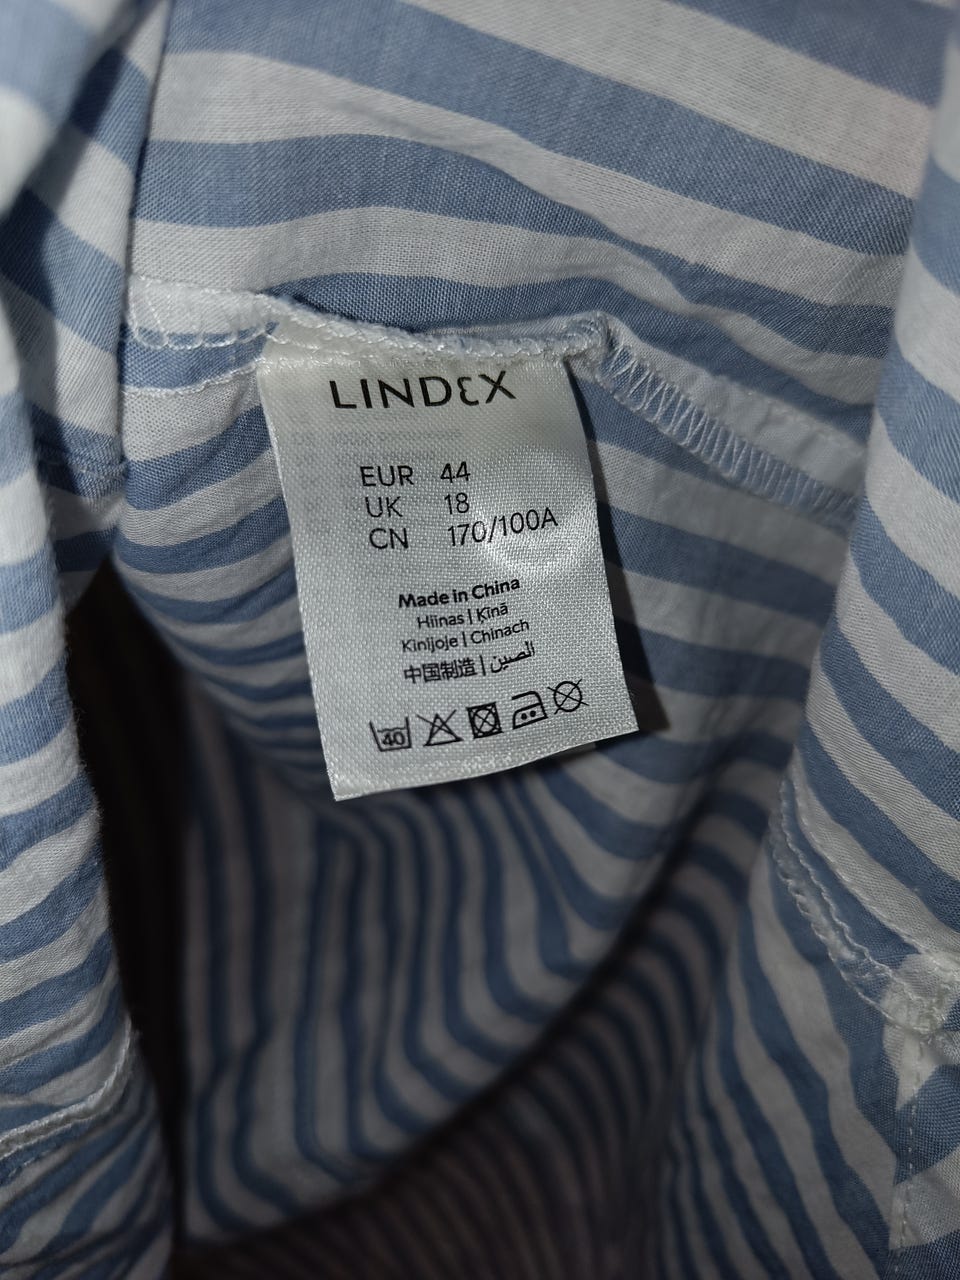 LINDEX
EUR 44
UK 18
CN 170/100A
Made in China
Hiinas | Ķīnā
Kinijoje | Chinach
中国制造 | الصين
40